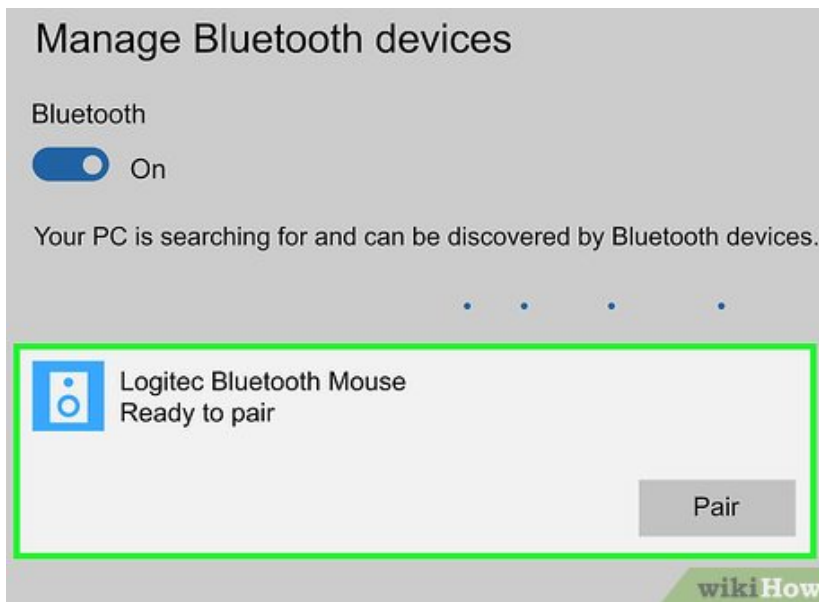 Manage Bluetooth devices
Bluetooth
On
Your PC is searching for and can be discovered by Bluetooth devices.
Logitec Bluetooth Mouse
Ready to pair
Pair
wikiHow